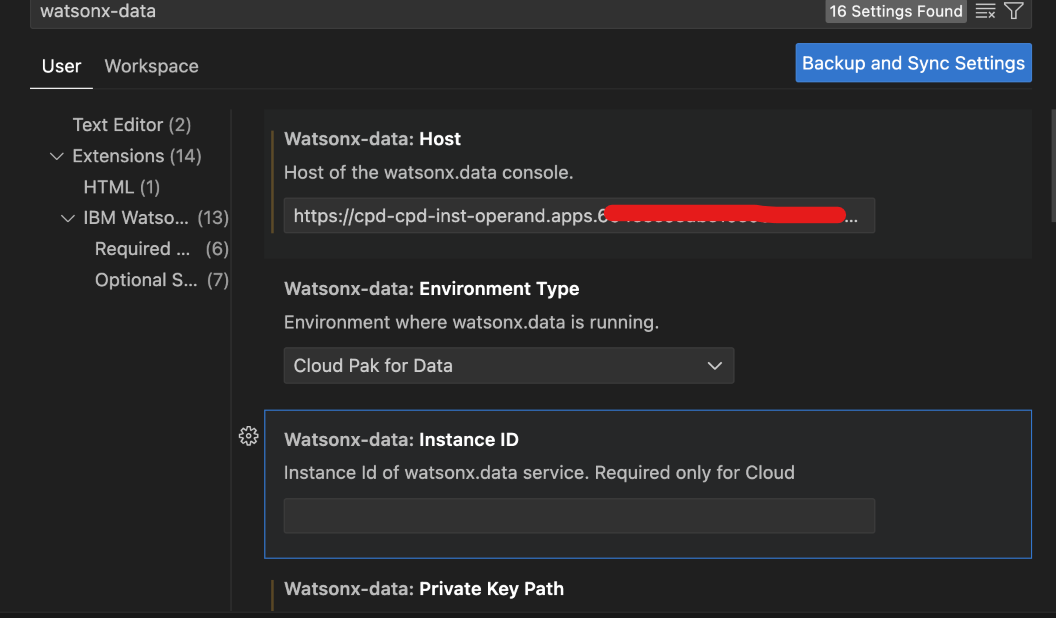 watsonx-data
16 Settings Found
User
Workspace
Backup and Sync Settings
Text Editor (2)
Extensions (14)
HTML (1)
IBM Watso... (13)
Required ... (6)
Optional S... (7)
Watsonx-data: Host
Host of the watsonx.data console.
https://cpd-cpd-inst-operand.apps.6 ...
Watsonx-data: Environment Type
Environment where watsonx.data is running.
Cloud Pak for Data
Watsonx-data: Instance ID
Instance Id of watsonx.data service. Required only for Cloud
Watsonx-data: Private Key Path